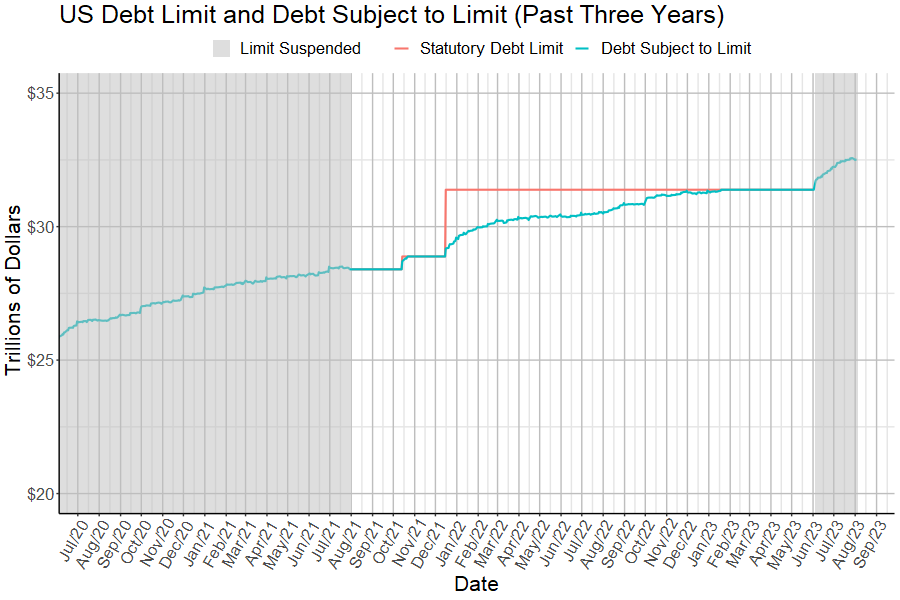 US Debt Limit and Debt Subject to Limit (Past Three Years)
Limit Suspended Statutory Debt Limit Debt Subject to Limit
Trillions of Dollars
$35
$30
$25
$20
Jul/20 Aug/20 Sep/20 Oct/20 Nov/20 Dec/20 Jan/21 Feb/21 Mar/21 Apr/21 May/21 Jun/21 Jul/21 Aug/21 Sep/21 Oct/21 Nov/21 Dec/21 Jan/22 Feb/22 Mar/22 Apr/22 May/22 Jun/22 Jul/22 Aug/22 Sep/22 Oct/22 Nov/22 Dec/22 Jan/23 Feb/23 Mar/23 Apr/23 May/23 Jun/23 Jul/23 Aug/23 Sep/23
Date